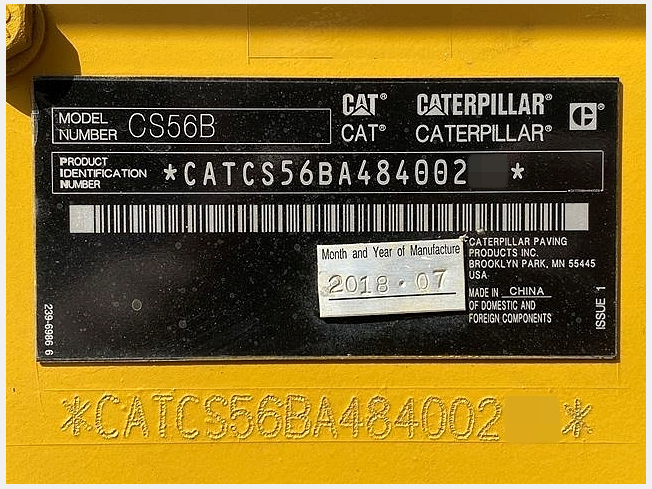 MODEL NUMBER CS56B
CAT® CATERPILLAR®
CAT® CATERPILLAR®
PRODUCT IDENTIFICATION NUMBER *CATCS56BA484002 *
Month and Year of Manufacture
2018 · 07
CATERPILLAR PAVING
PRODUCTS INC.
BROOKLYN PARK, MN 55445
USA
MADE IN CHINA
OF DOMESTIC AND
FOREIGN COMPONENTS
ISSUE 1
239-6986 6
*CATCS56BA484002 *